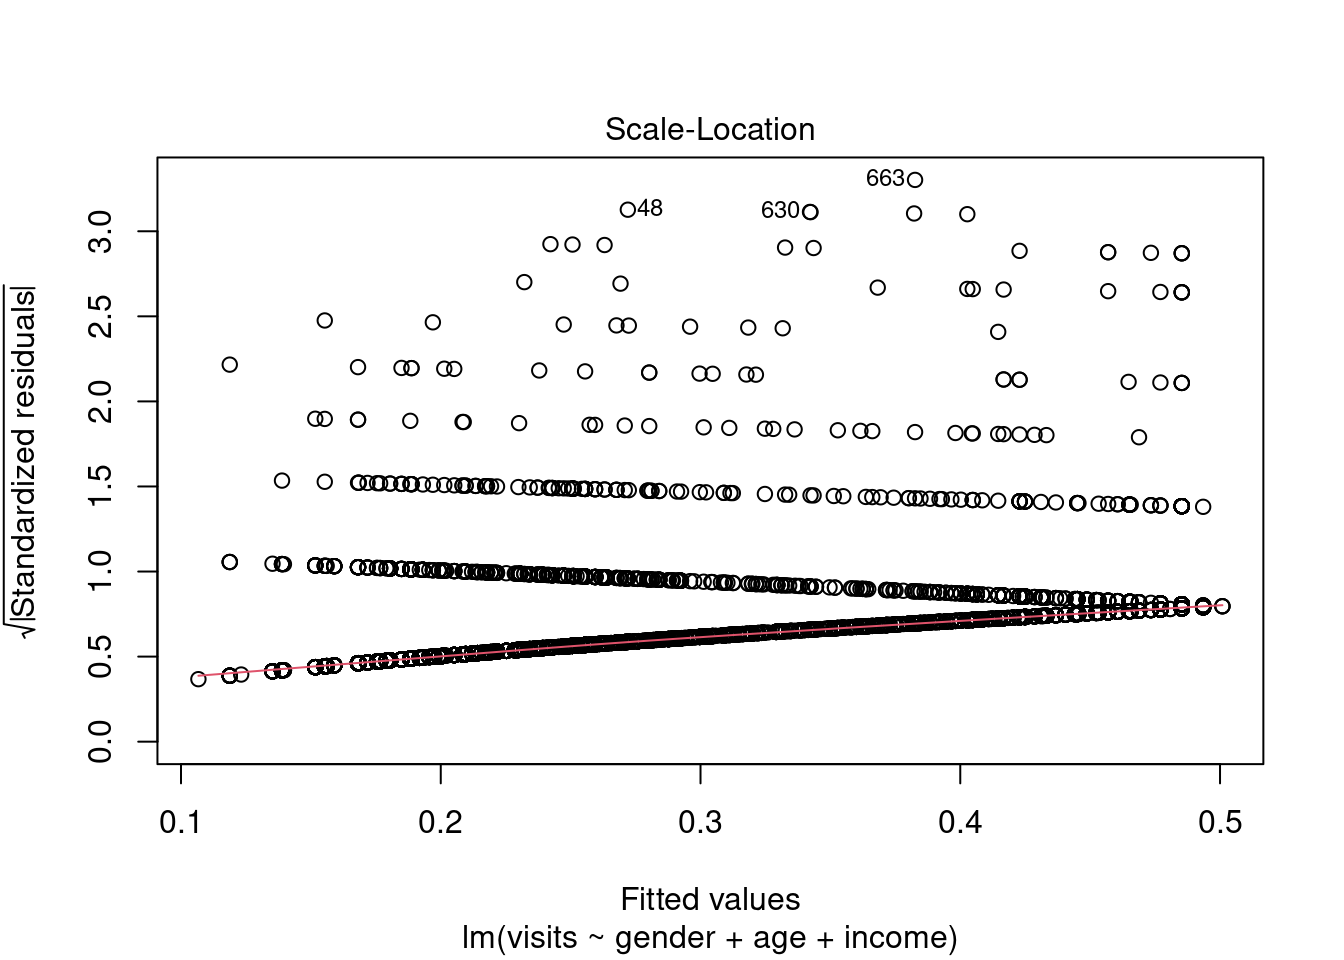 Scale-Location
663
48
630
√|Standardized residuals|
3.0
2.5
2.0
1.5
1.0
0.5
0.0
0.1 0.2 0.3 0.4 0.5
Fitted values
lm(visits ~ gender + age + income)